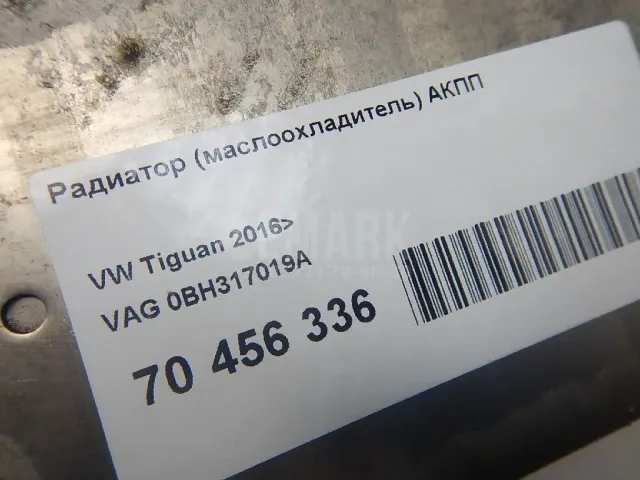 Радиатор (маслоохладитель) АКПП
VW Tiguan 2016>
VAG 0BH317019A
70 456 336